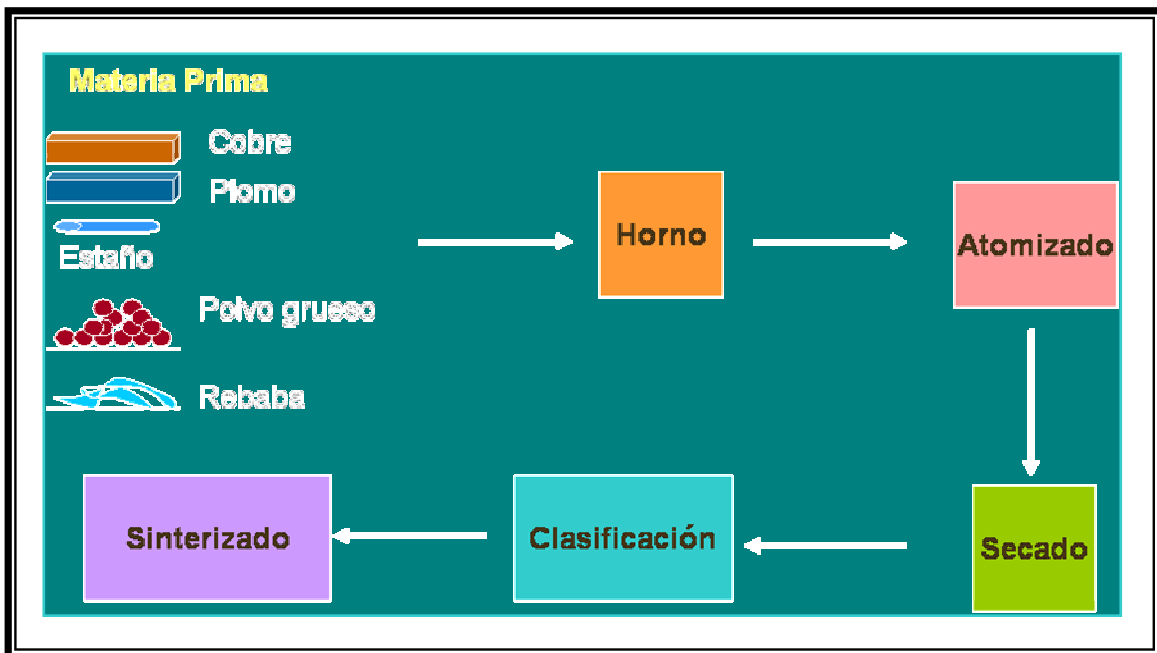 Materia Prima
Cobre
Plomo
Estaño
Polvo grueso
Rebaba
Horno
Atomizado
Secado
Clasificación
Sinterizado